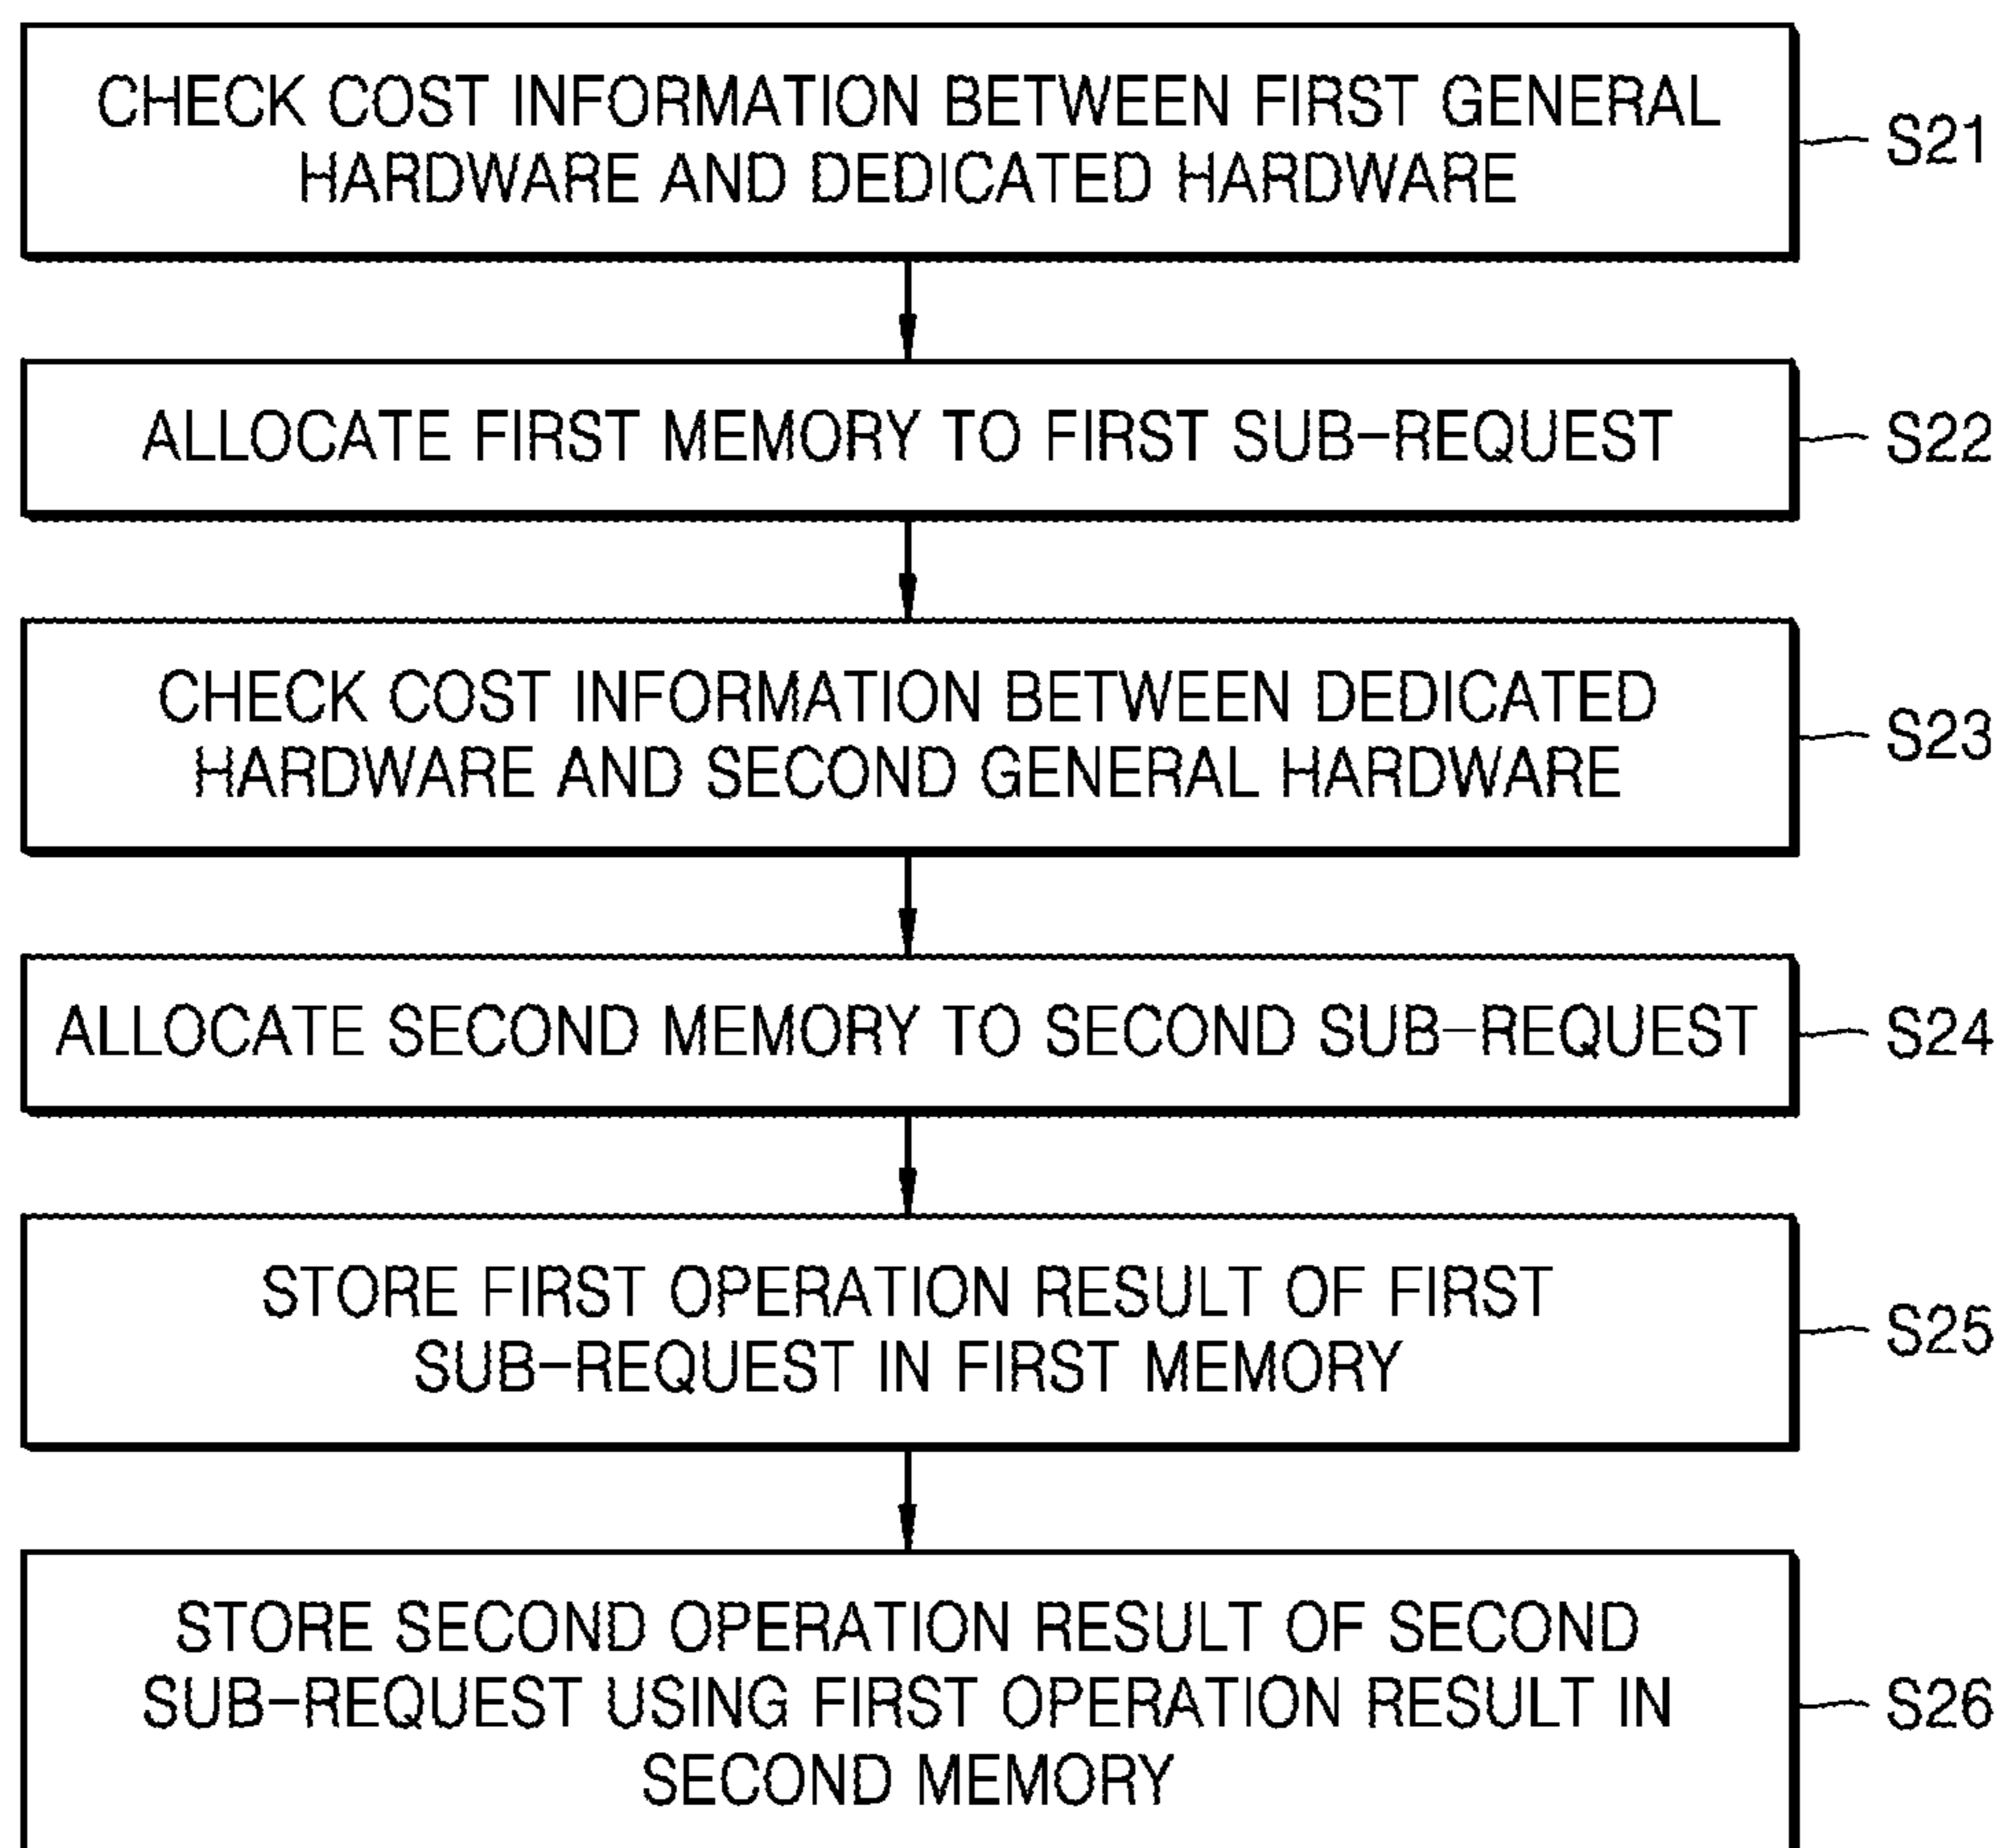 CHECK COST INFORMATION BETWEEN FIRST GENERAL
HARDWARE AND DEDICATED HARDWARE
S21
ALLOCATE FIRST MEMORY TO FIRST SUB-REQUEST
S22
CHECK COST INFORMATION BETWEEN DEDICATED
HARDWARE AND SECOND GENERAL HARDWARE
S23
ALLOCATE SECOND MEMORY TO SECOND SUB-REQUEST
S24
STORE FIRST OPERATION RESULT OF FIRST
SUB-REQUEST IN FIRST MEMORY
S25
STORE SECOND OPERATION RESULT OF SECOND
SUB-REQUEST USING FIRST OPERATION RESULT IN
SECOND MEMORY
S26